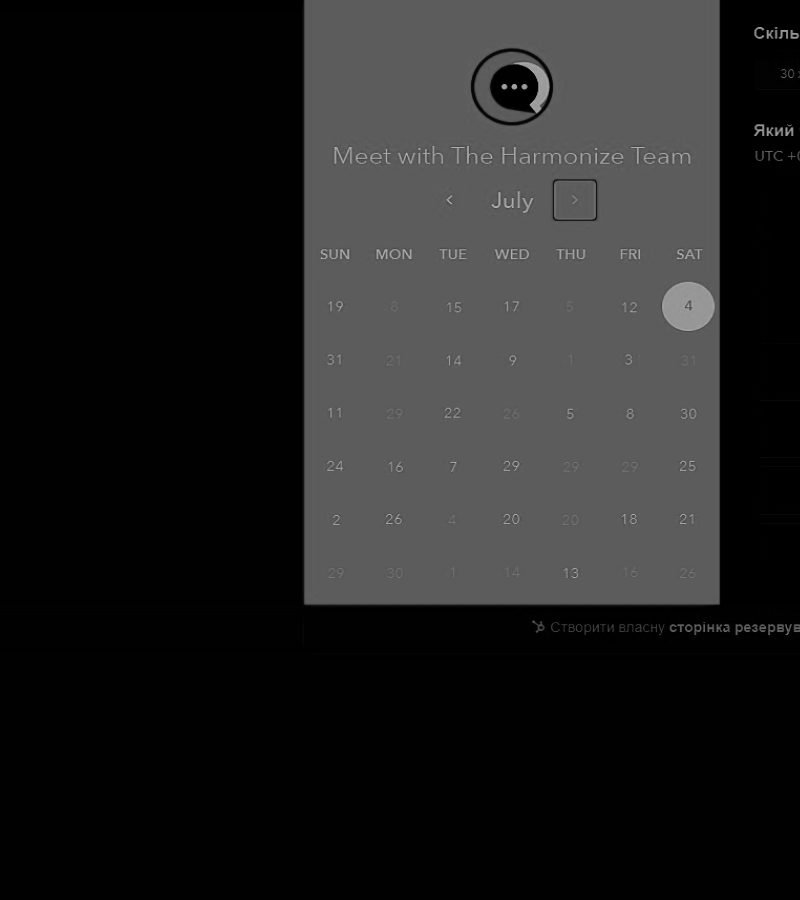 Скіль
30
Який
UTC +0
Meet with The Harmonize Team
July
SUN MON TUE WED THU FRI SAT
19 8 15 17 5 12 4
31 21 14 9 1 3 31
11 29 22 26 5 8 30
24 16 7 29 29 29 25
2 26 4 20 20 18 21
29 30 1 14 13 16 26
Створити власну сторінка резервув